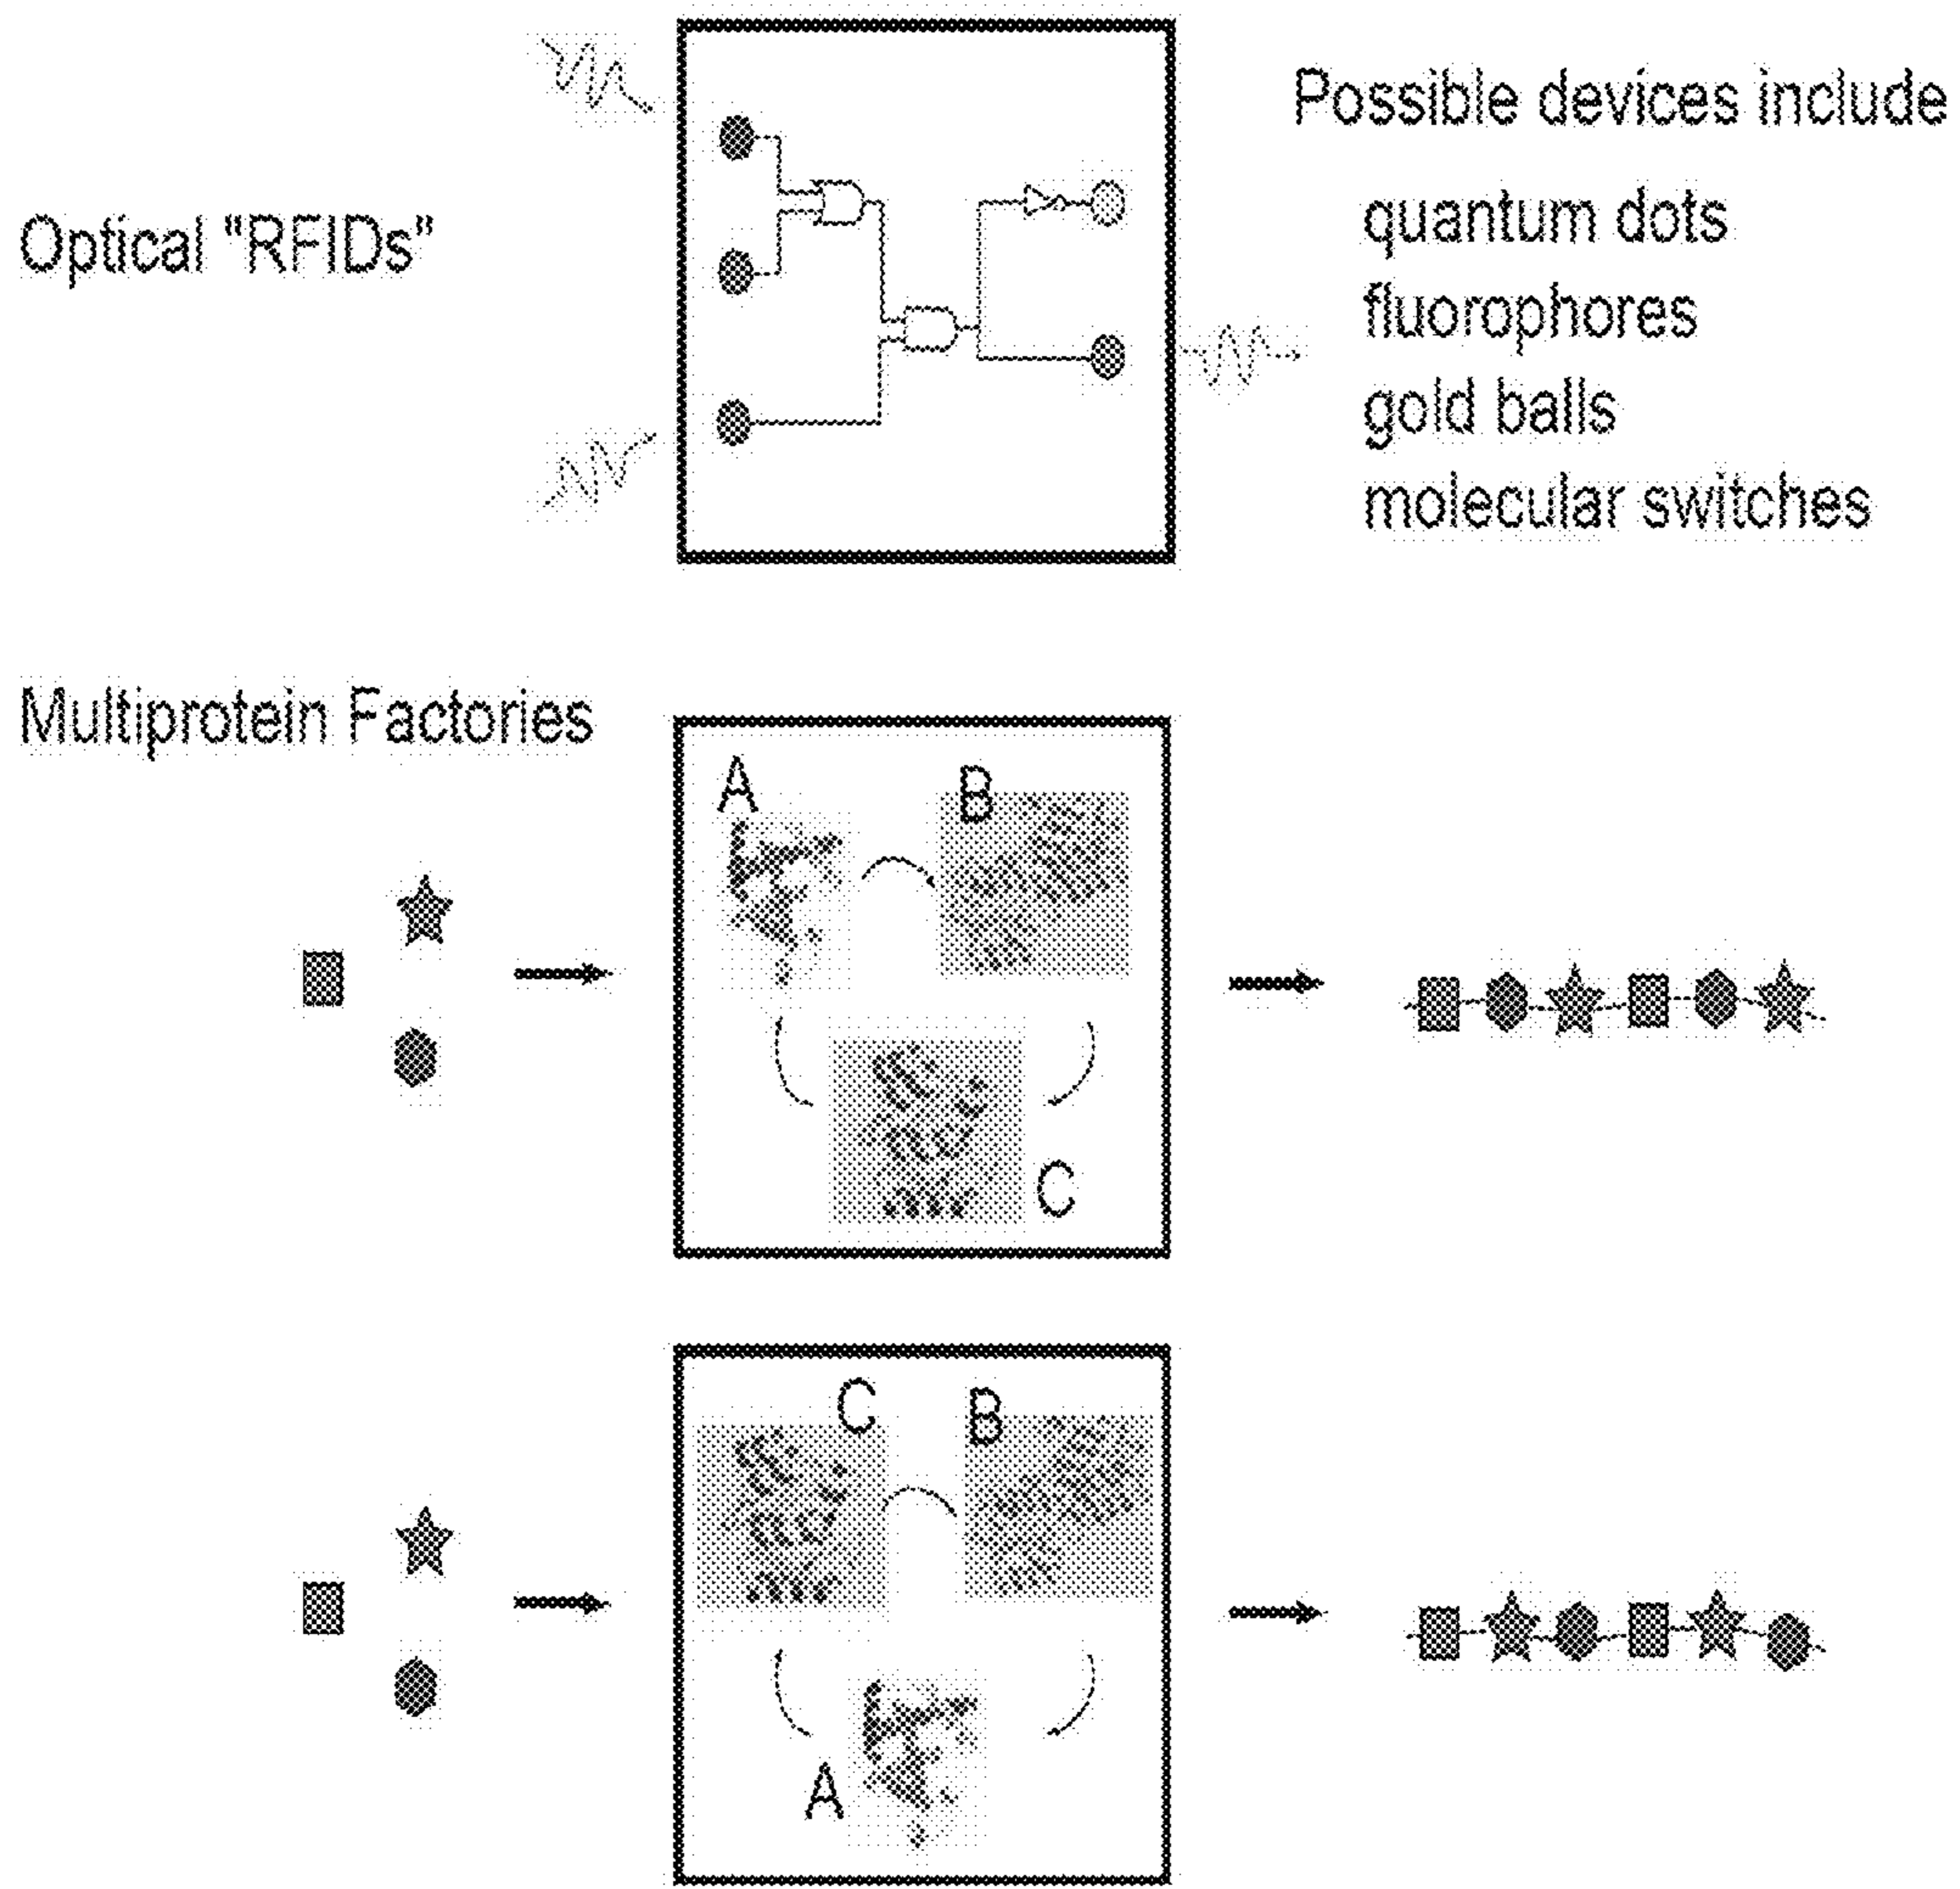 Optical "RFIDs"
Possible devices include
quantum dots
fluorophores
gold balls
molecular switches
Multiprotein Factories
A
B
C
C
B
A